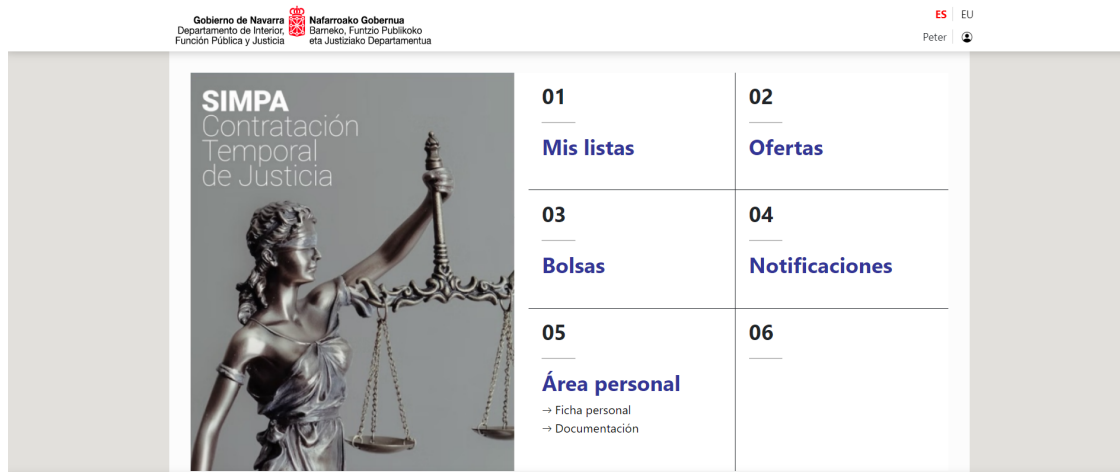 Gobierno de Navarra
Departamento de Interior,
Función Pública y Justicia
Nafarroako Gobernua
Barneko, Funtzio Publikoko
eta Justiziako Departamentua
ES EU
Peter
SIMPA
Contratación
Temporal
de Justicia
01
Mis listas
02
Ofertas
03
Bolsas
04
Notificaciones
05
Área personal
→ Ficha personal
→ Documentación
06